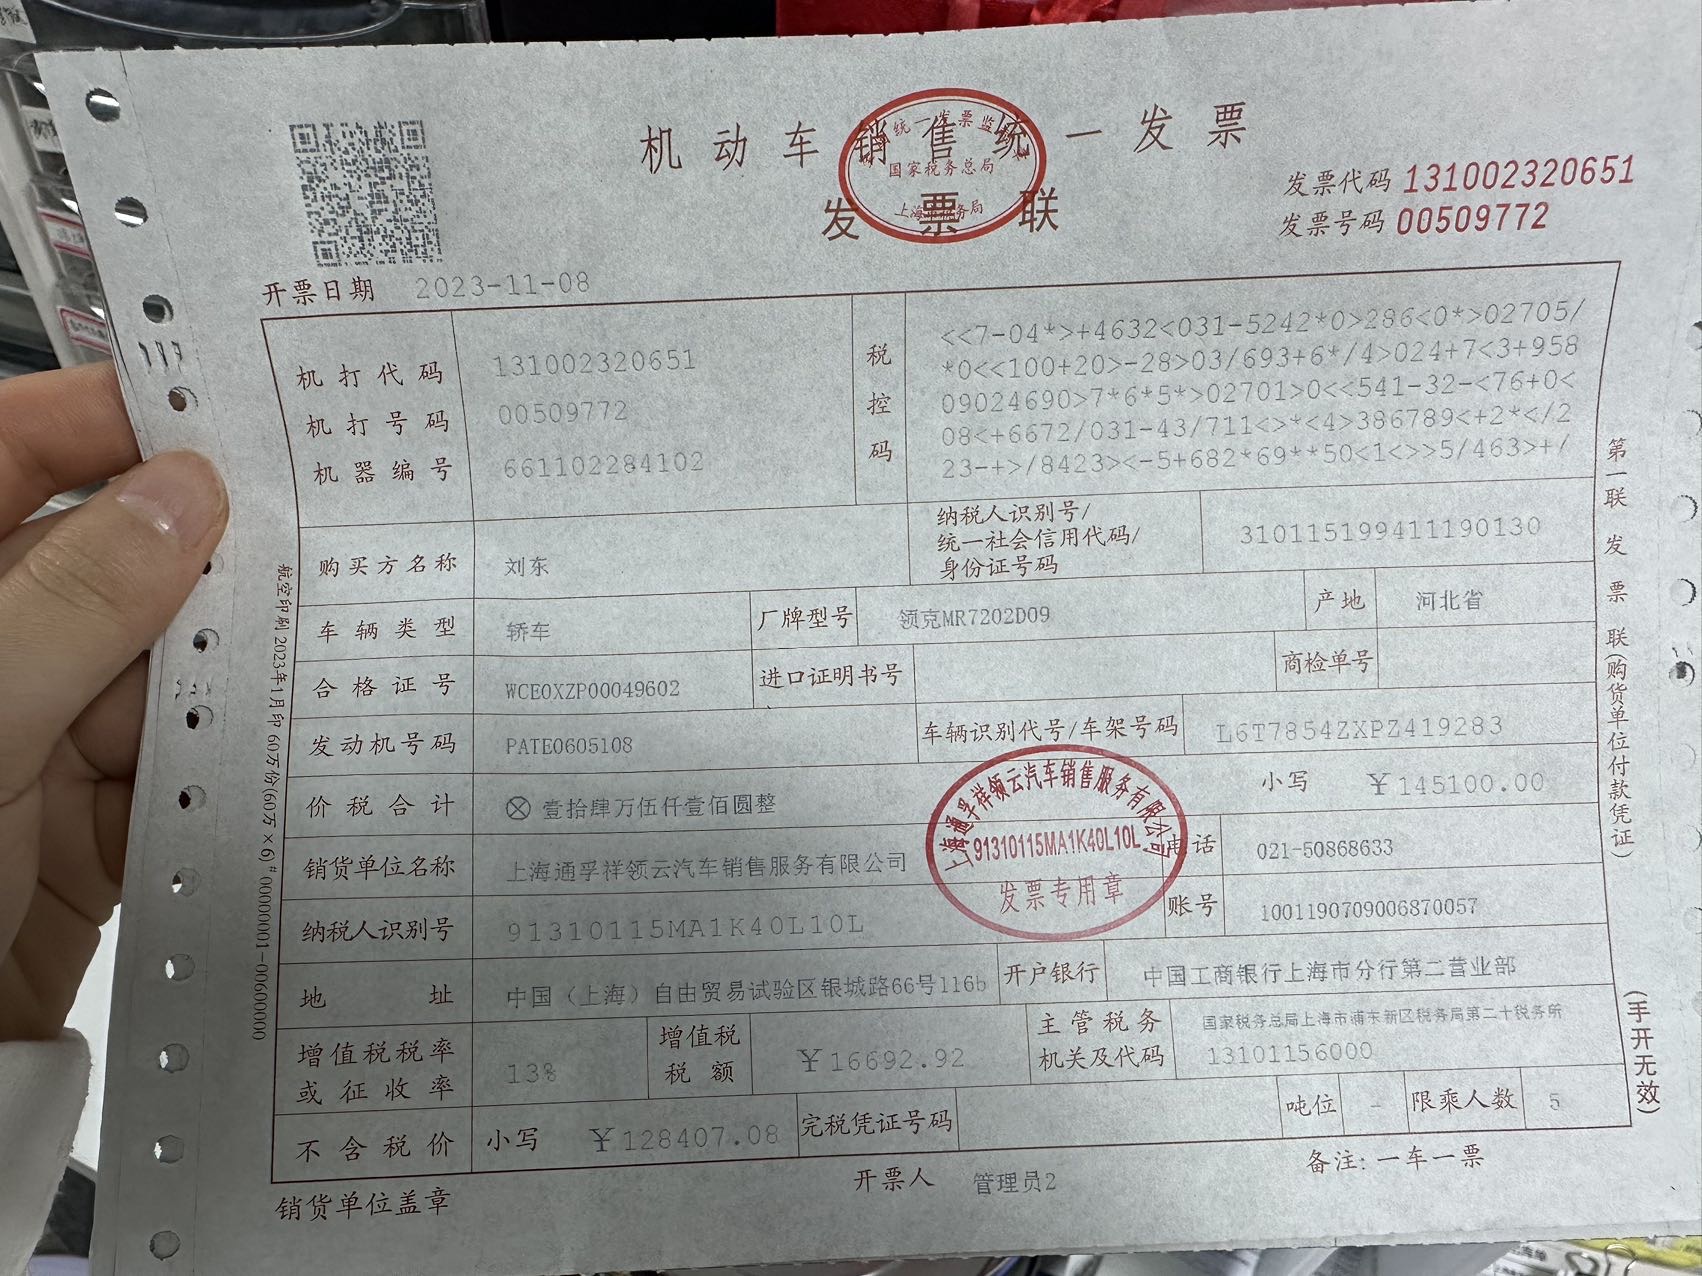 机动车销售统一发票
发票联
统一发票监
国家税务总局
上海 税务局
发票代码 131002320651
发票号码 00509772
开票日期 2023-11-08
机打代码 131002320651
机打号码 00509772
机器编号 661102284102
税控码
<<7-04*>+4632<031-5242*0>286<0*>02705/
*0<<100+20>-28>03/693+6*/4>024+7<3+958
09024690>7*6*5*>02701>0<<541-32-<76+0<
08<+6672/031-43/711<>*<4>386789<+2*</2
23-+>/8423><-5+682*69**50<1<>>5/463>+/
购买方名称 刘东
纳税人识别号/
统一社会信用代码/
身份证号码
310115199411190130
车辆类型 轿车 厂牌型号 领克MR7202D09 产地 河北省
合格证号 WCE0XZP00049602 进口证明书号 商检单号
发动机号码 PATE0605108 车辆识别代号/车架号码 L6T7854ZXPZ419283
价税合计 ⊗壹拾肆万伍仟壹佰圆整 小写 ¥145100.00
销货单位名称 上海通孚祥领云汽车销售服务有限公司 电话 021-50868633
纳税人识别号 91310115MA1K40L10L 账号 1001190709006870057
地址 中国（上海）自由贸易试验区银城路66号116b 开户银行 中国工商银行上海市分行第二营业部
增值税税率
或征收率
13%
增值税
税额
¥16692.92
主管税务
机关及代码
国家税务总局上海市浦东新区税务局第二十税务所
13101156000
不含税价 小写 ¥128407.08 完税凭证号码 吨位 - 限乘人数 5
销货单位盖章 开票人 管理员2 备注:一车一票
上海通孚祥领云汽车销售服务有限公司
91310115MA1K40L10L
发票专用章
第一联 发票联(购货单位付款凭证)
(手开无效)
航空印刷 2023年1月印 60万份(60万×6)# 00000001-00600000